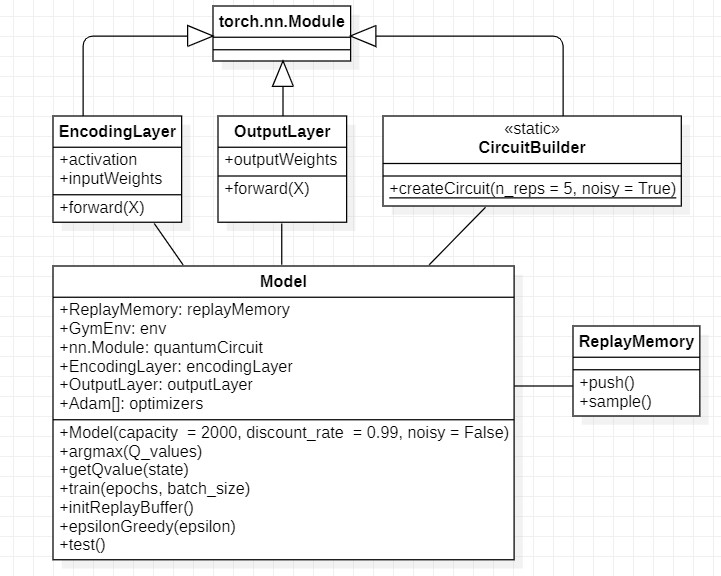 torch.nn.Module
EncodingLayer
+activation
+inputWeights
+forward(X)
OutputLayer
+outputWeights
+forward(X)
«static»
CircuitBuilder
+createCircuit(n_reps = 5, noisy = True)
Model
+ReplayMemory: replayMemory
+GymEnv: env
+nn.Module: quantumCircuit
+EncodingLayer: encodingLayer
+OutputLayer: outputLayer
+Adam[]: optimizers
+Model(capacity = 2000, discount_rate = 0.99, noisy = False)
+argmax(Q_values)
+getQvalue(state)
+train(epochs, batch_size)
+initReplayBuffer()
+epsilonGreedy(epsilon)
+test()
ReplayMemory
+push()
+sample()